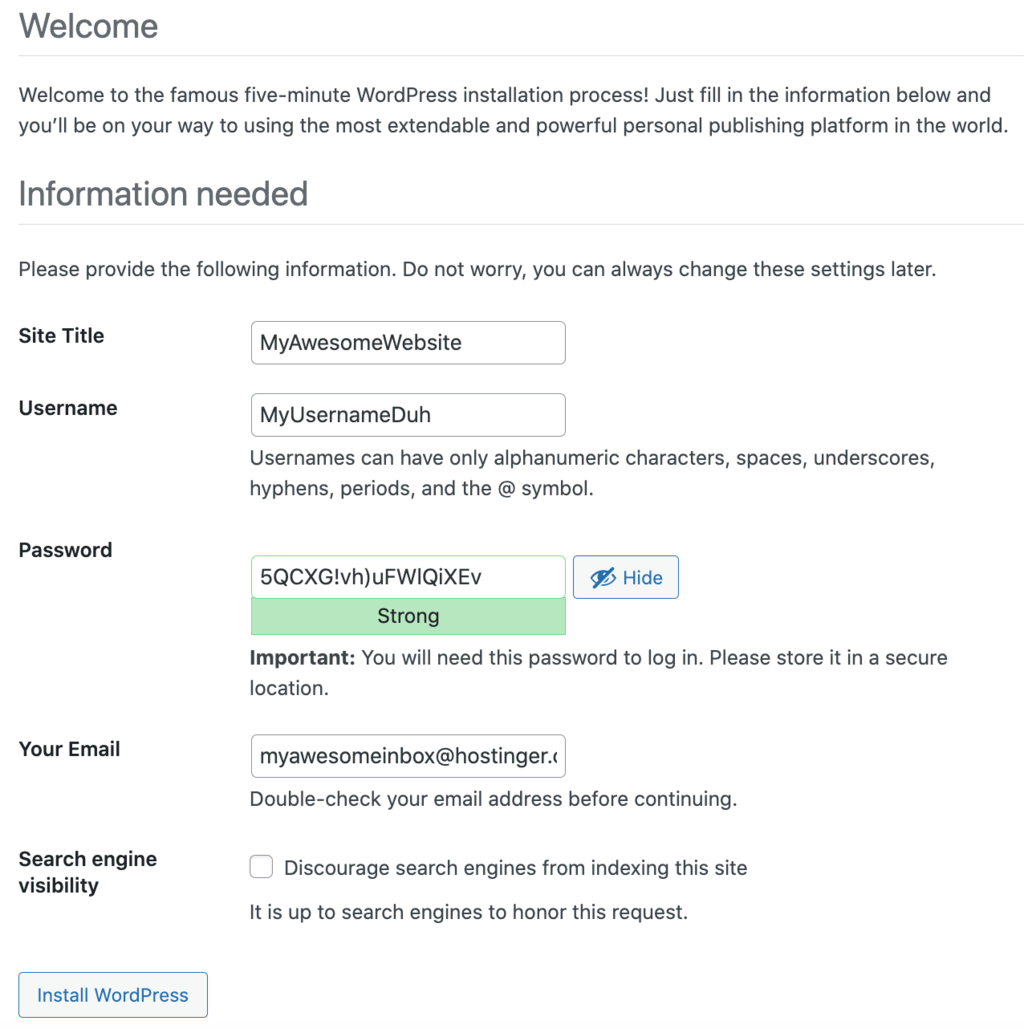 Welcome
Welcome to the famous five-minute WordPress installation process! Just fill in the information below and
you’ll be on your way to using the most extendable and powerful personal publishing platform in the world.
Information needed
Please provide the following information. Do not worry, you can always change these settings later.
Site Title
MyAwesomeWebsite
Username
MyUsernameDuh
Usernames can have only alphanumeric characters, spaces, underscores,
hyphens, periods, and the @ symbol.
Password
5QCXG!vh)uFWIQiXEv
Hide
Strong
Important: You will need this password to log in. Please store it in a secure
location.
Your Email
myawesomeinbox@hostinger.
Double-check your email address before continuing.
Search engine
visibility
Discourage search engines from indexing this site
It is up to search engines to honor this request.
Install WordPress